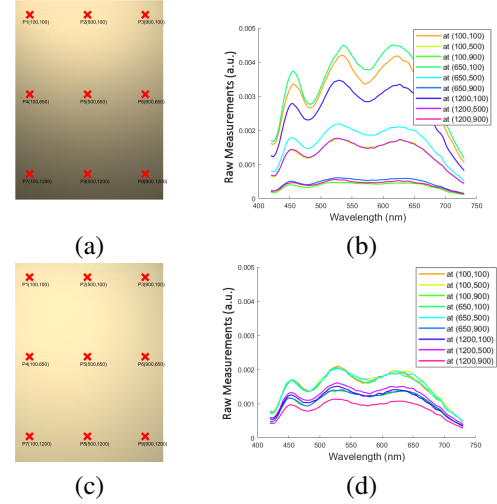 P1(100,100)
P2(500,100)
P3(900,100)
P4(100,650)
P5(500,650)
P6(900,650)
P7(100,1200)
P8(500,1200)
P9(900,1200)
(a)
0.005
0.004
0.003
0.002
0.001
0
400
450
500
550
600
650
700
750
Raw Measurements (a.u.)
Wavelength (nm)
at (100,100)
at (100,500)
at (100,900)
at (650,100)
at (650,500)
at (650,900)
at (1200,100)
at (1200,500)
at (1200,900)
(b)
P1(100,100)
P2(500,100)
P3(900,100)
P4(100,650)
P5(500,650)
P6(900,650)
P7(100,1200)
P8(500,1200)
P9(900,1200)
(c)
0.005
0.004
0.003
0.002
0.001
0
400
450
500
550
600
650
700
750
Raw Measurements (a.u.)
Wavelength (nm)
at (100,100)
at (100,500)
at (100,900)
at (650,100)
at (650,500)
at (650,900)
at (1200,100)
at (1200,500)
at (1200,900)
(d)